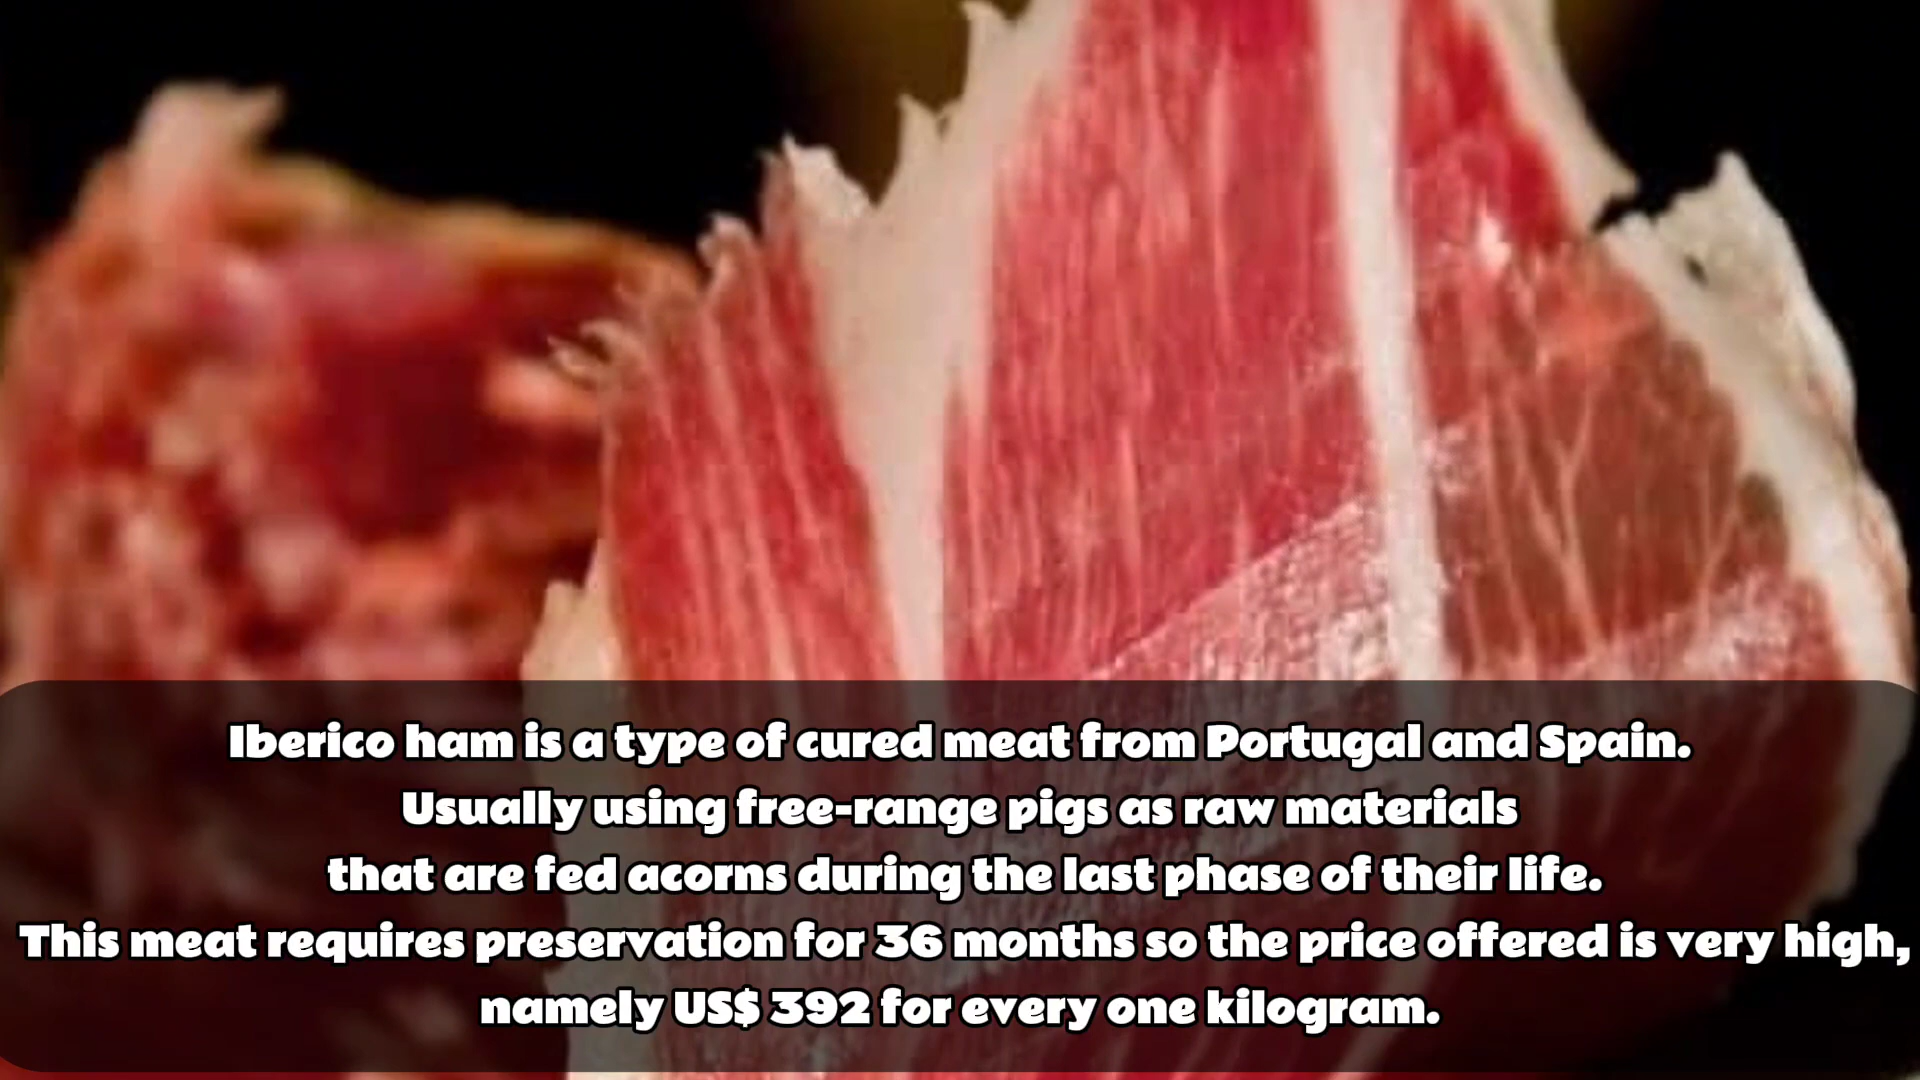 Iberico ham is a type of cured meat from Portugal and Spain.
Usually using free-range pigs as raw materials
that are fed acorns during the last phase of their life.
This meat requires preservation for 36 months so the price offered is very high,
namely US$ 392 for every one kilogram.